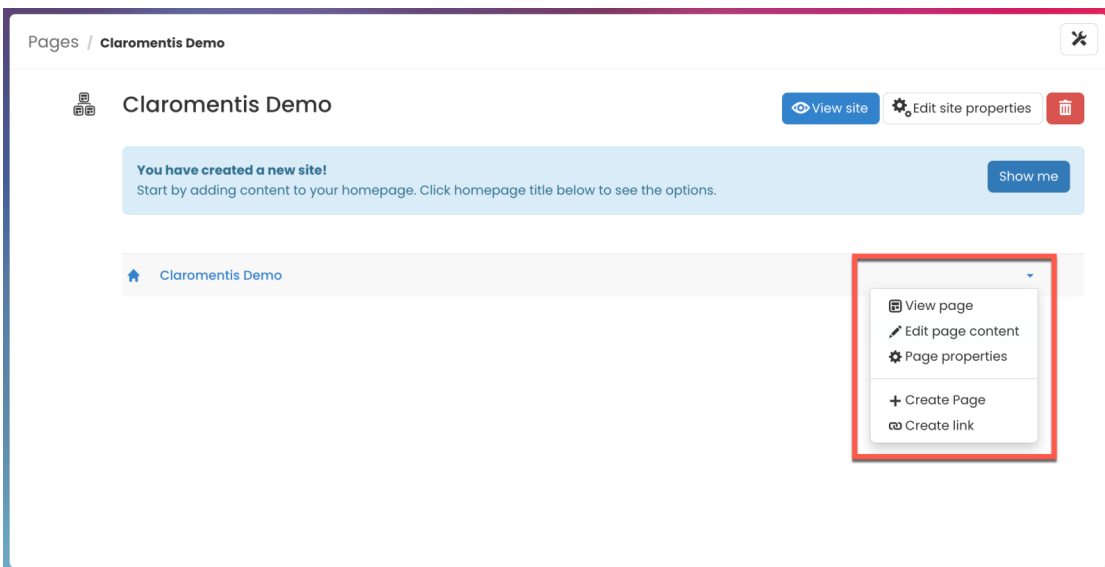 Pages / Claromentis Demo
Claromentis Demo
View site
Edit site properties
You have created a new site!
Start by adding content to your homepage. Click homepage title below to see the options.
Show me
Claromentis Demo
View page
Edit page content
Page properties
Create Page
Create link